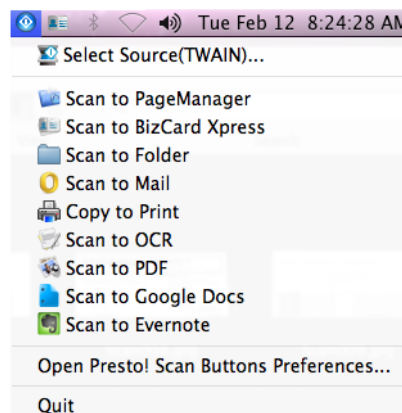 Tue Feb 12 8:24:28 AM
Select Source(TWAIN)...
Scan to PageManager
Scan to BizCard Xpress
Scan to Folder
Scan to Mail
Copy to Print
Scan to OCR
Scan to PDF
Scan to Google Docs
Scan to Evernote
Open Presto! Scan Buttons Preferences...
Quit